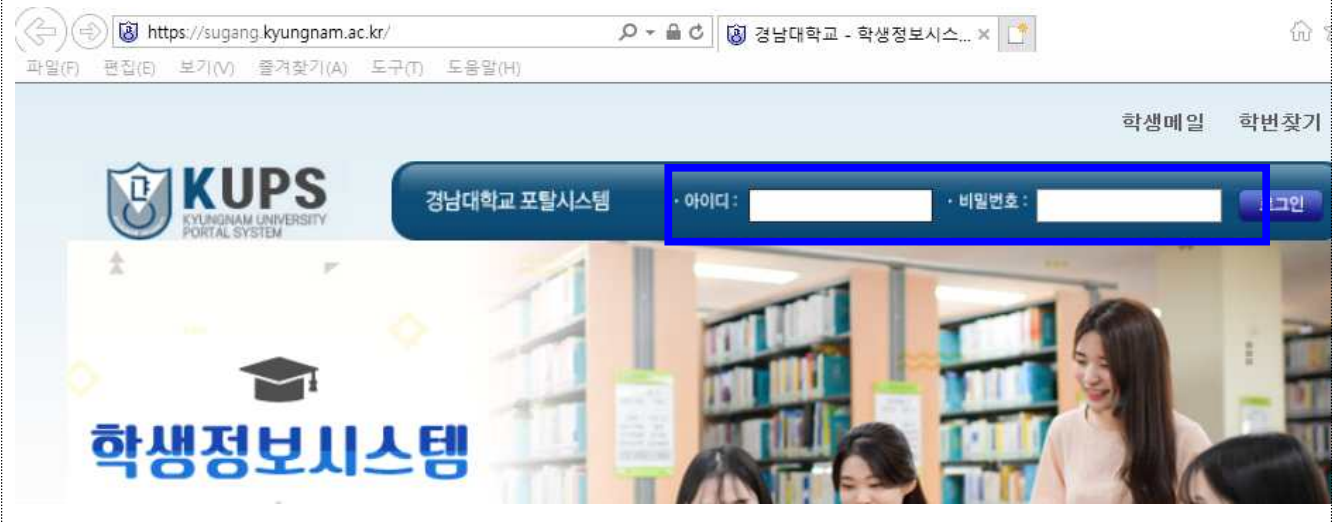 https://sugang.kyungnam.ac.kr/
경남대학교 - 학생정보시스...
파일(F) 편집(E) 보기(V) 즐겨찾기(A) 도구(T) 도움말(H)
학생메일 학번찾기
KUPS
KYUNGNAM UNIVERSITY
PORTAL SYSTEM
경남대학교 포탈시스템 · 아이디 : · 비밀번호 : 로그인
학생정보시스템